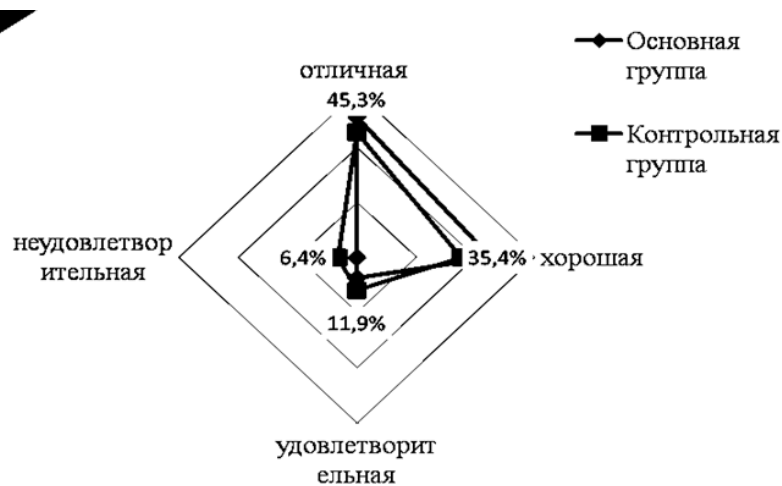 Основная
группа
отличная
45,3%
Контрольная
группа
неудовлетвор
ительная
6,4%
35,4%
хорошая
11,9%
удовлетворит
ельная